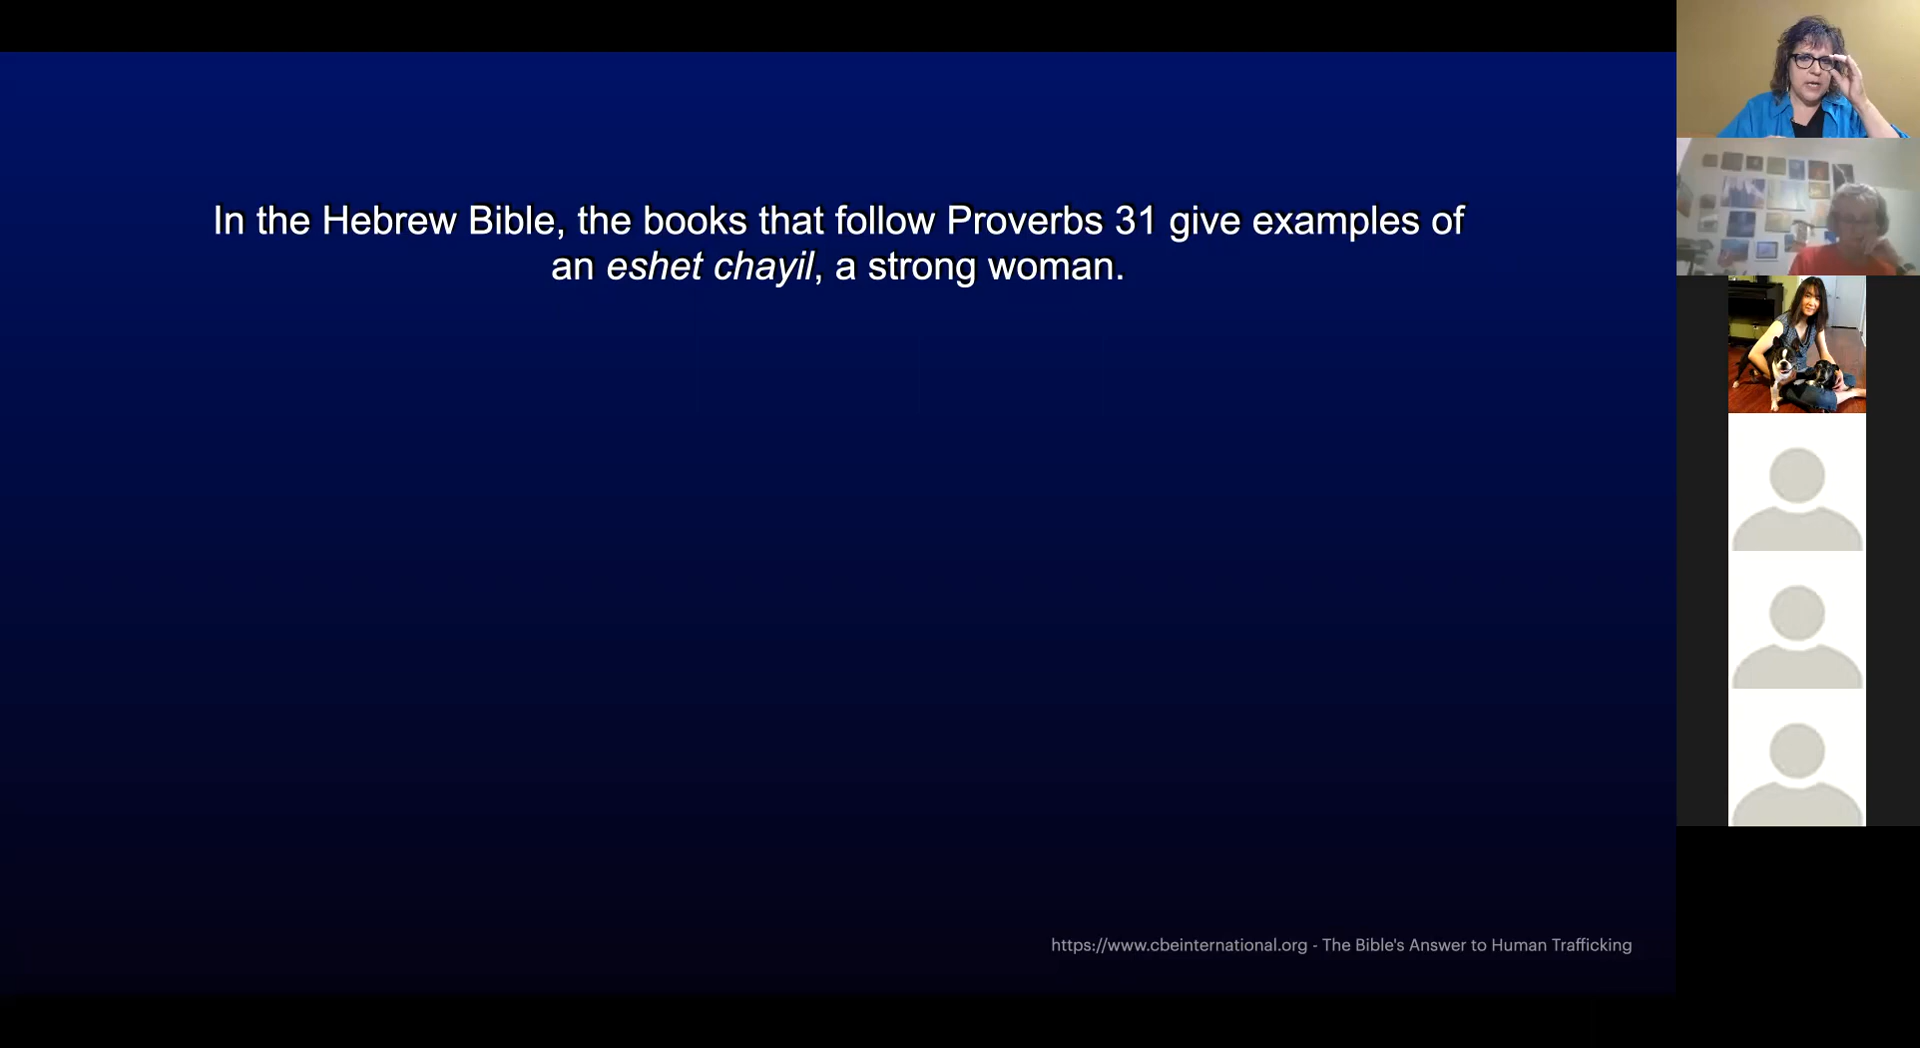 In the Hebrew Bible, the books that follow Proverbs 31 give examples of
an eshet chayil, a strong woman.
https://www.cbeinternational.org - The Bible's Answer to Human Trafficking